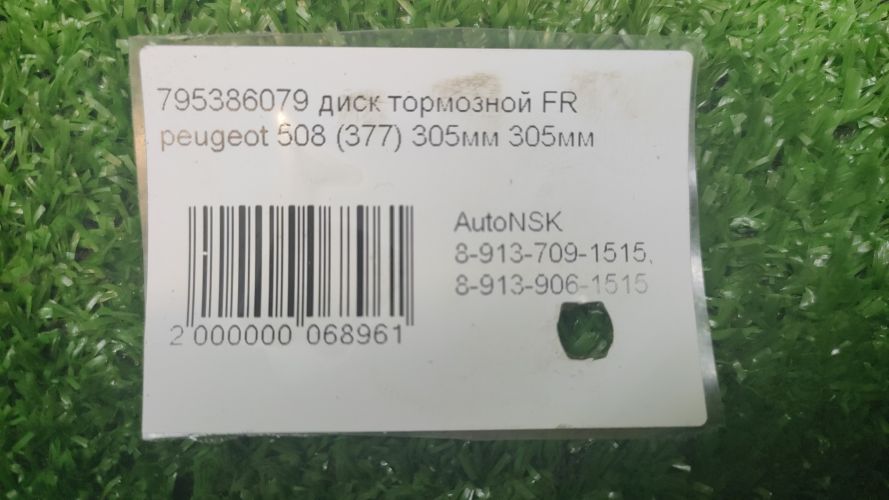 795386079 диск тормозной FR
peugeot 508 (377) 305мм 305мм
AutoNSK
8-913-709-1515,
8-913-906-1515
2 000000 068961